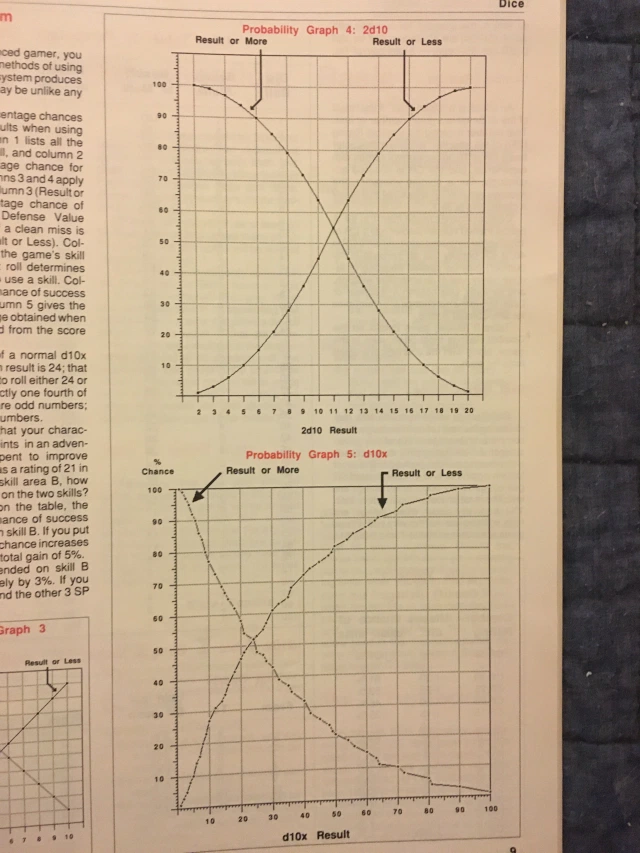 Dice
m
ced gamer, you
methods of using
system produces
ay be unlike any
entage chances
ults when using
n 1 lists all the
ll, and column 2
age chance for
ns 3 and 4 apply
lumn 3 (Result or
tage chance of
Defense Value
a clean miss is
lt or Less). Col-
the game's skill
roll determines
use a skill. Col-
ance of success
umn 5 gives the
ge obtained when
d from the score
f a normal d10x
result is 24; that
to roll either 24 or
ctly one fourth of
re odd numbers;
umbers.
hat your charac-
ints in an adven-
pent to improve
as a rating of 21 in
skill area B, how
on the two skills?
on the table, the
ance of success
n skill B. If you put
chance increases
total gain of 5%.
ended on skill B
ely by 3%. If you
nd the other 3 SP
Graph 3
Result or Less
6 7 8 9 10
Probability Graph 4: 2d10
Result or More
Result or Less
100
90
80
70
60
50
40
30
20
10
2 3 4 5 6 7 8 9 10 11 12 13 14 15 16 17 18 19 20
2d10 Result
Probability Graph 5: d10x
%
Chance
Result or More
Result or Less
100
90
80
70
60
50
40
30
20
10
10 20 30 40 50 60 70 80 90 100
d10x Result
9